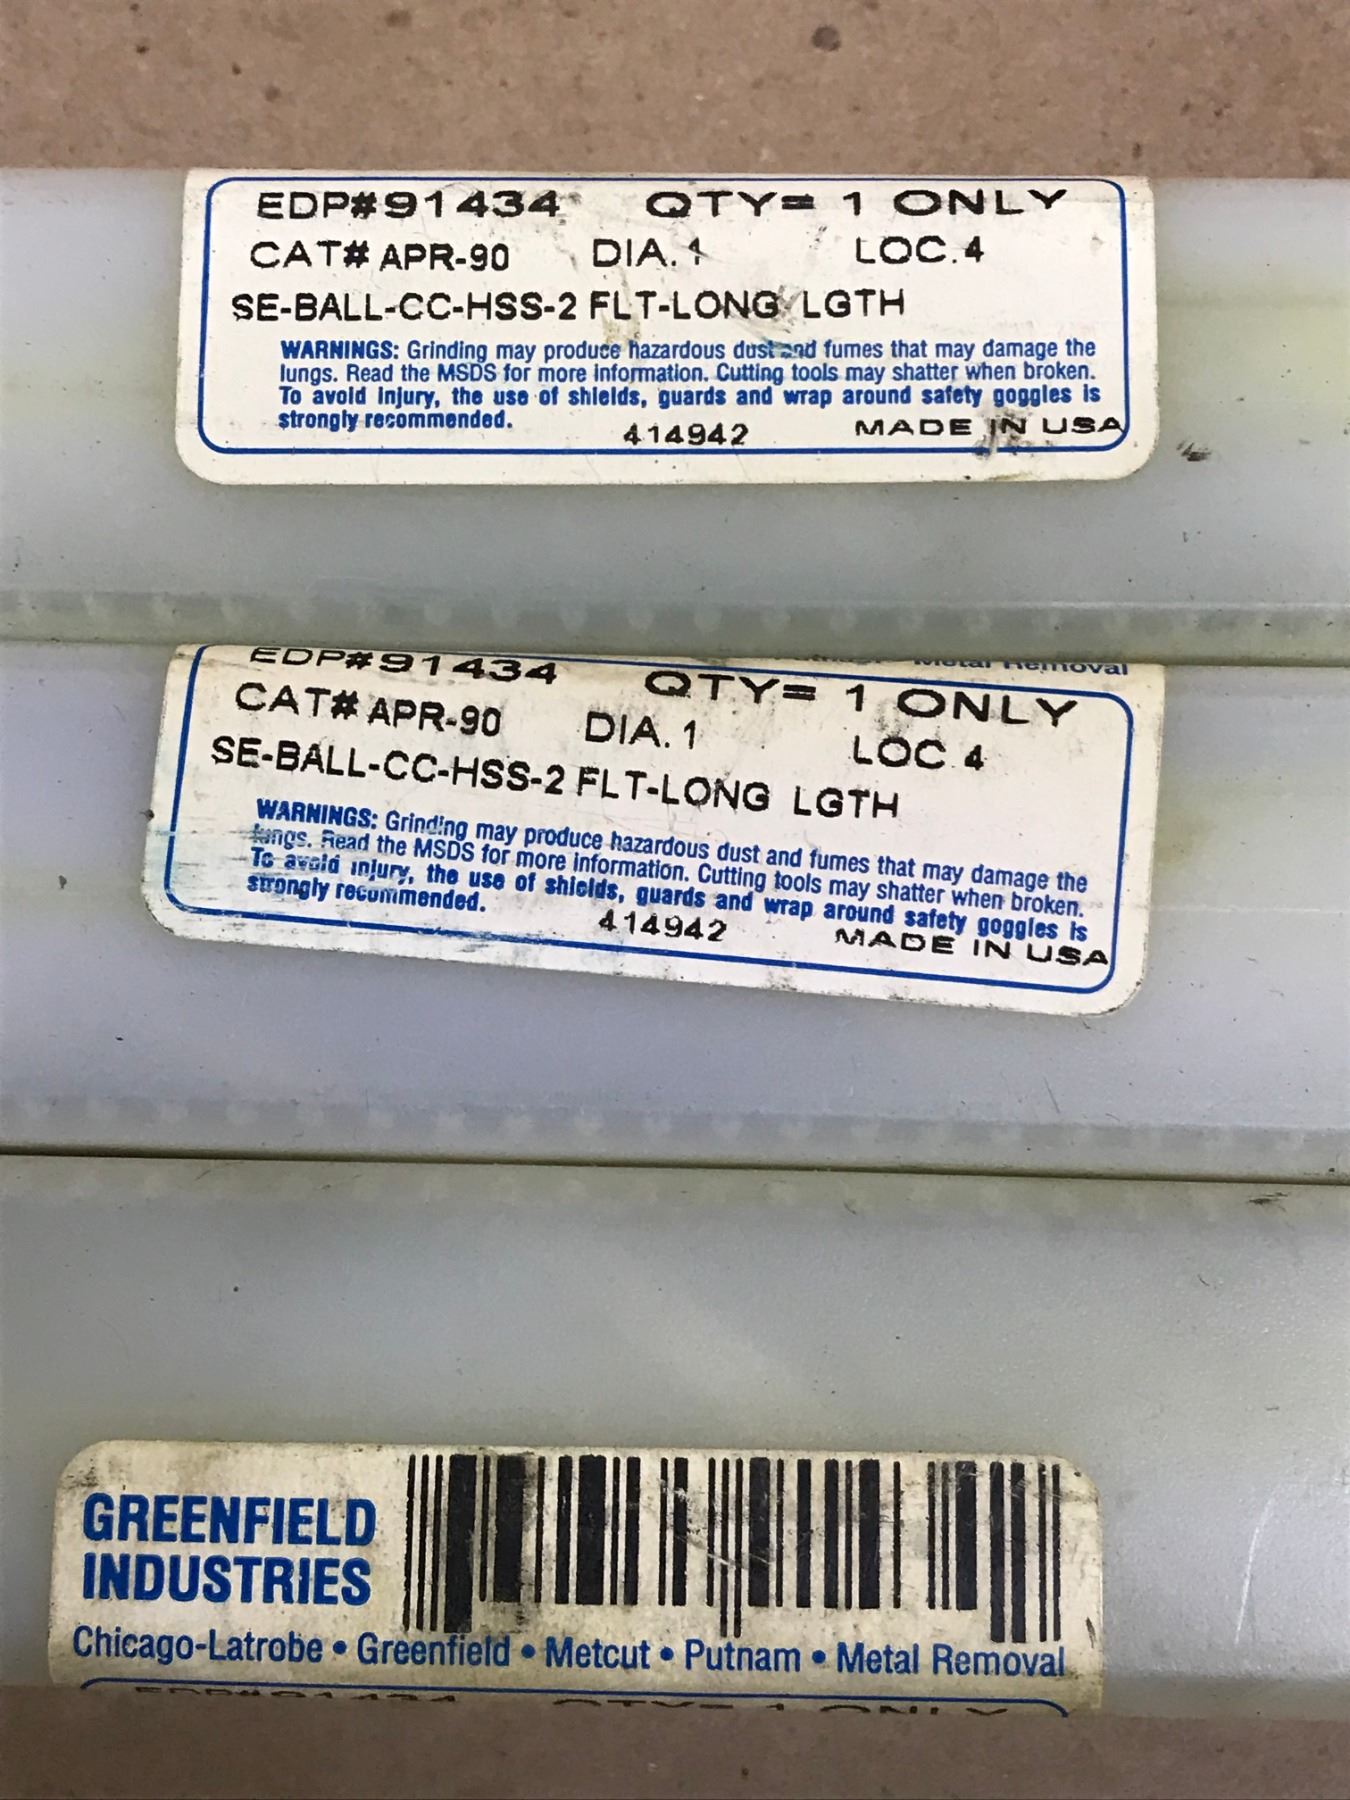 EDP#91434 QTY= 1 ONLY
CAT# APR-90 DIA. 1 LOC. 4
SE-BALL-CC-HSS-2 FLT-LONG LGTH
WARNINGS: Grinding may produce hazardous dust and fumes that may damage the
lungs. Read the MSDS for more information. Cutting tools may shatter when broken.
To avoid injury, the use of shields, guards and wrap around safety goggles is
strongly recommended.
414942 MADE IN USA
Metal Removal
EDP#91434 QTY= 1 ONLY
CAT# APR-90 DIA. 1 LOC. 4
SE-BALL-CC-HSS-2 FLT-LONG LGTH
WARNINGS: Grinding may produce hazardous dust and fumes that may damage the
lungs. Read the MSDS for more information. Cutting tools may shatter when broken.
To avoid injury, the use of shields, guards and wrap around safety goggles is
strongly recommended.
414942 MADE IN USA
GREENFIELD
INDUSTRIES
Chicago-Latrobe • Greenfield • Metcut • Putnam • Metal Removal
EDP#91434 QTY= 1 ONLY